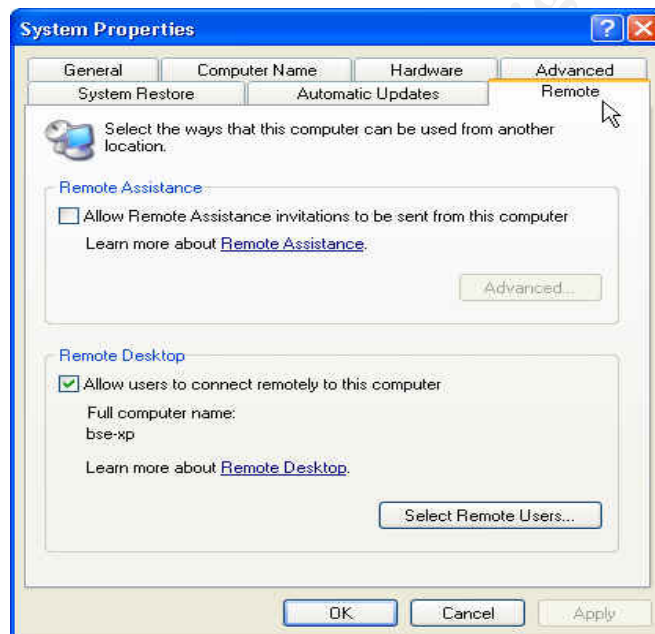 System Properties
General Computer Name Hardware Advanced
System Restore Automatic Updates Remote
Select the ways that this computer can be used from another
location.
Remote Assistance
Allow Remote Assistance invitations to be sent from this computer
Learn more about Remote Assistance.
Advanced...
Remote Desktop
Allow users to connect remotely to this computer
Full computer name:
bse-xp
Learn more about Remote Desktop.
Select Remote Users...
OK Cancel Apply